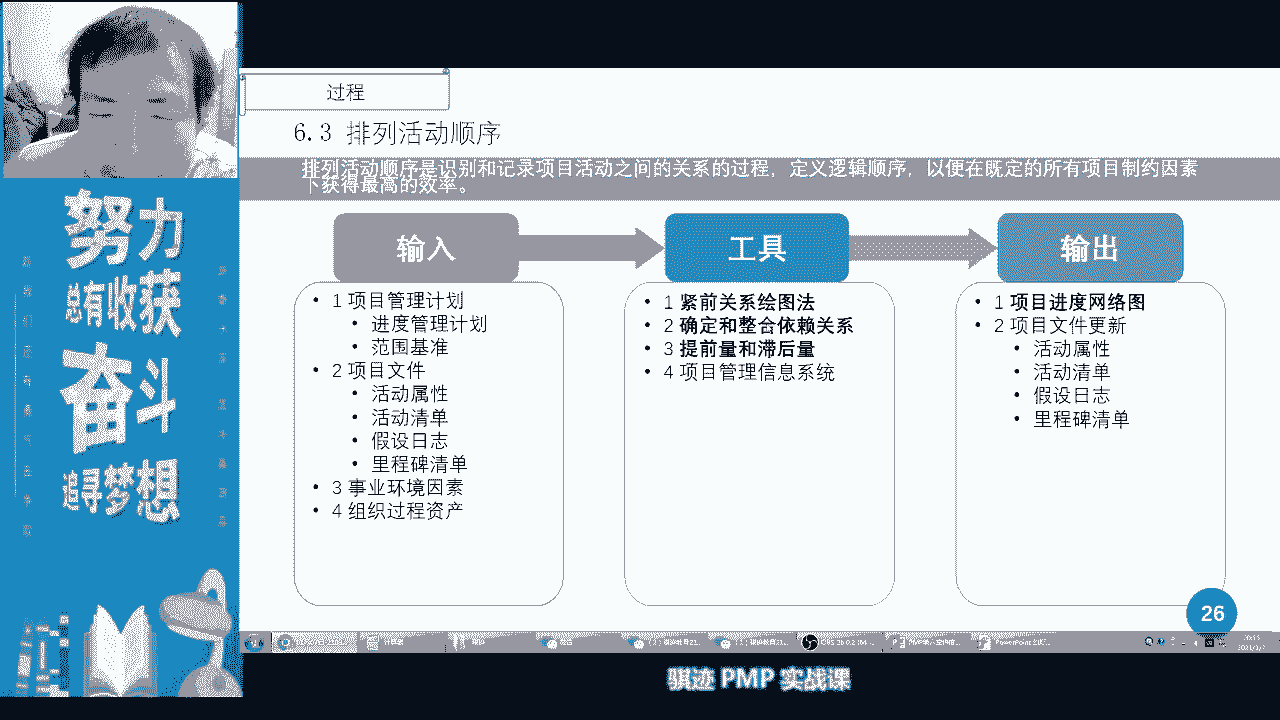 过程
6.3 排列活动顺序
排列活动顺序是识别和记录项目活动之间的关系的过程，定义逻辑顺序，以便在既定的所有项目制约因素
下获得最高的效率。
输入
1 项目管理计划
进度管理计划
范围基准
2 项目文件
活动属性
活动清单
假设日志
里程碑清单
3 事业环境因素
4 组织过程资产
工具
1 紧前关系绘图法
2 确定和整合依赖关系
3 提前量和滞后量
4 项目管理信息系统
输出
1 项目进度网络图
2 项目文件更新
活动属性
活动清单
假设日志
里程碑清单
26
努力
总有收获
奋斗
追寻梦想
骐迹 PMP 实战课